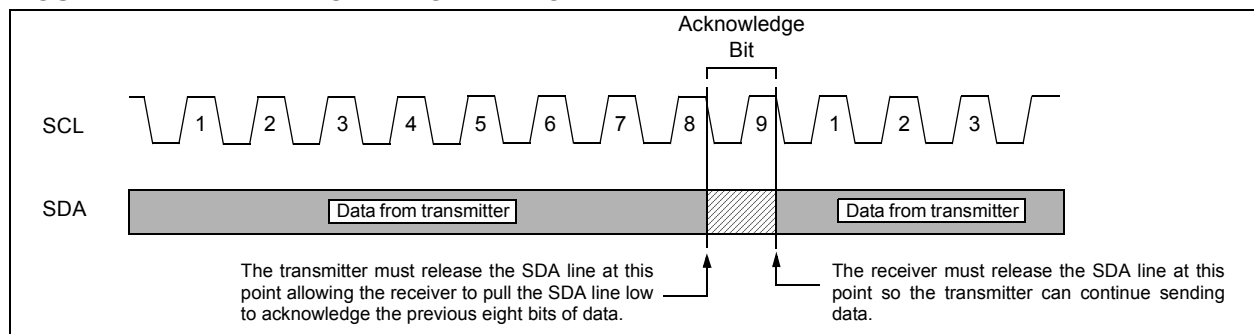 Acknowledge
Bit
SCL
1 2 3 4 5 6 7 8 9 1 2 3
SDA
Data from transmitter Data from transmitter
The transmitter must release the SDA line at this
point allowing the receiver to pull the SDA line low
to acknowledge the previous eight bits of data.
The receiver must release the SDA line at this
point so the transmitter can continue sending
data.